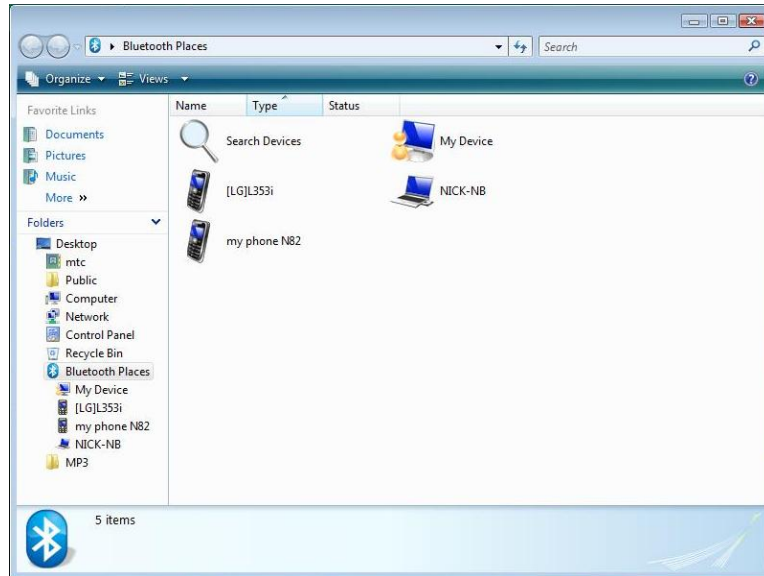 Bluetooth Places
Search
Organize
Views
Favorite Links
Documents
Pictures
Music
More »
Folders
Desktop
mtc
Public
Computer
Network
Control Panel
Recycle Bin
Bluetooth Places
My Device
[LG]L353i
my phone N82
NICK-NB
MP3
Name Type Status
Search Devices My Device
[LG]L353i NICK-NB
my phone N82
5 items